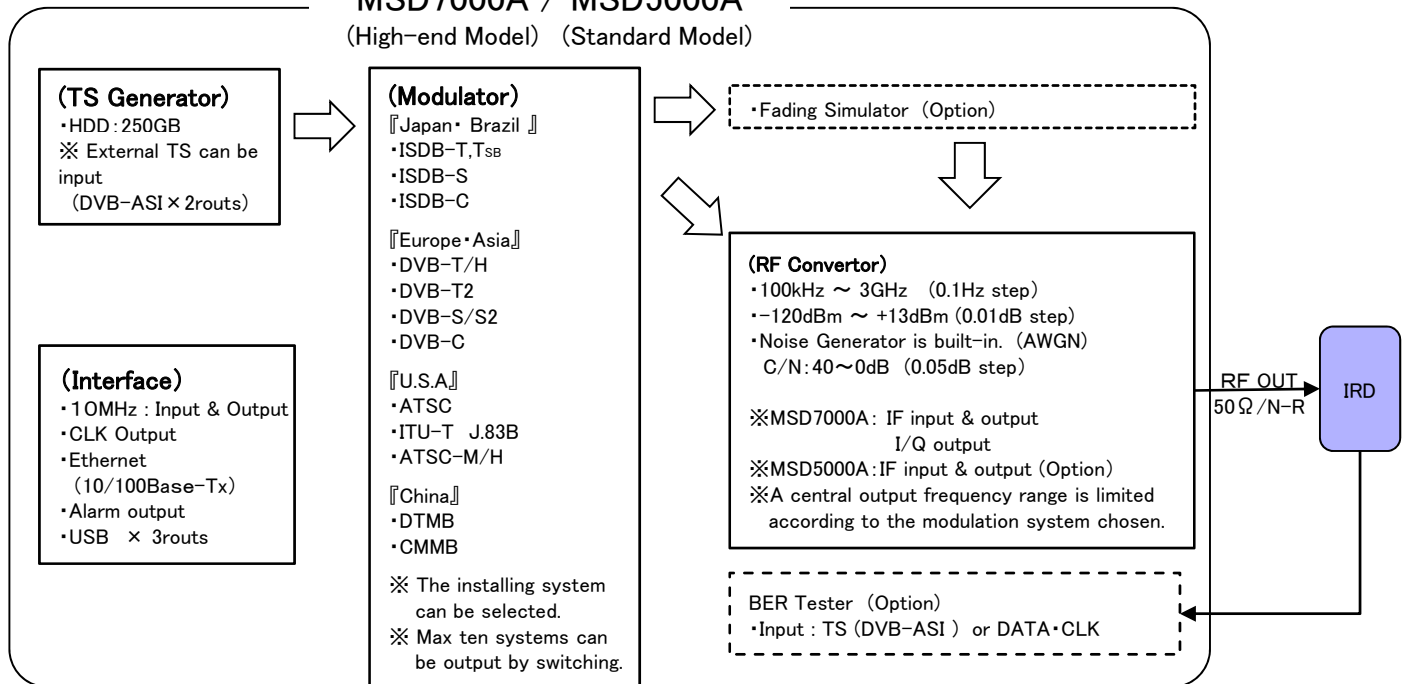 MSD7000A / MSD5000A
(High-end Model) (Standard Model)
(TS Generator)
・HDD:250GB
※ External TS can be
input
(DVB-ASI×2routs)
(Interface)
・10MHz : Input & Output
・CLK Output
・Ethernet
(10/100Base-Tx)
・Alarm output
・USB × 3routs
(Modulator)
『Japan・Brazil 』
・ISDB-T,TSB
・ISDB-S
・ISDB-C
『Europe・Asia』
・DVB-T/H
・DVB-T2
・DVB-S/S2
・DVB-C
『U.S.A』
・ATSC
・ITU-T J.83B
・ATSC-M/H
『China』
・DTMB
・CMMB
※ The installing system
can be selected.
※ Max ten systems can
be output by switching.
・Fading Simulator (Option)
(RF Convertor)
・100kHz ～ 3GHz (0.1Hz step)
・-120dBm ～ +13dBm (0.01dB step)
・Noise Generator is built-in. (AWGN)
C/N:40～0dB (0.05dB step)
※MSD7000A: IF input & output
I/Q output
※MSD5000A:IF input & output (Option)
※A central output frequency range is limited
according to the modulation system chosen.
BER Tester (Option)
・Input : TS (DVB-ASI ) or DATA・CLK
RF OUT
50Ω/N-R
IRD